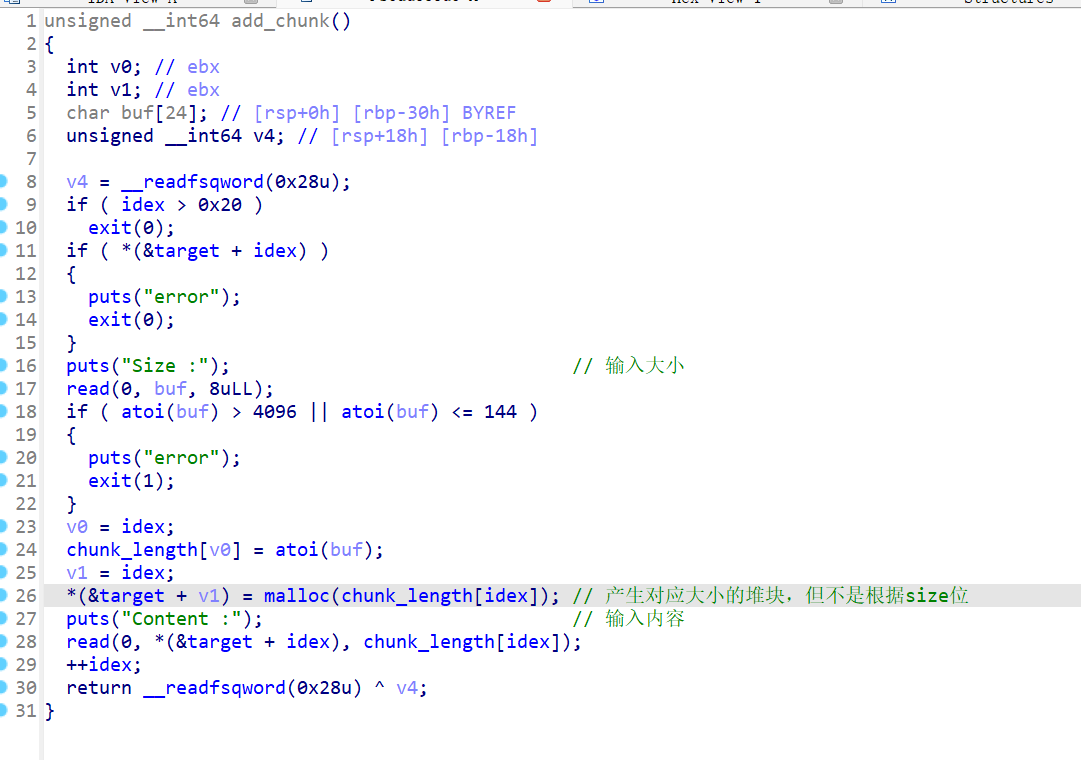 1 unsigned __int64 add_chunk()
2 {
3 int v0; // ebx
4 int v1; // ebx
5 char buf[24]; // [rsp+0h] [rbp-30h] BYREF
6 unsigned __int64 v4; // [rsp+18h] [rbp-18h]
7
8 v4 = __readfsqword(0x28u);
9 if ( idex > 0x20 )
10 exit(0);
11 if ( *(&target + idex) )
12 {
13 puts("error");
14 exit(0);
15 }
16 puts("Size :"); // 输入大小
17 read(0, buf, 8uLL);
18 if ( atoi(buf) > 4096 || atoi(buf) <= 144 )
19 {
20 puts("error");
21 exit(1);
22 }
23 v0 = idex;
24 chunk_length[v0] = atoi(buf);
25 v1 = idex;
26 *(&target + v1) = malloc(chunk_length[idex]); // 产生对应大小的堆块，但不是根据size位
27 puts("Content :"); // 输入内容
28 read(0, *(&target + idex), chunk_length[idex]);
29 ++idex;
30 return __readfsqword(0x28u) ^ v4;
31 }